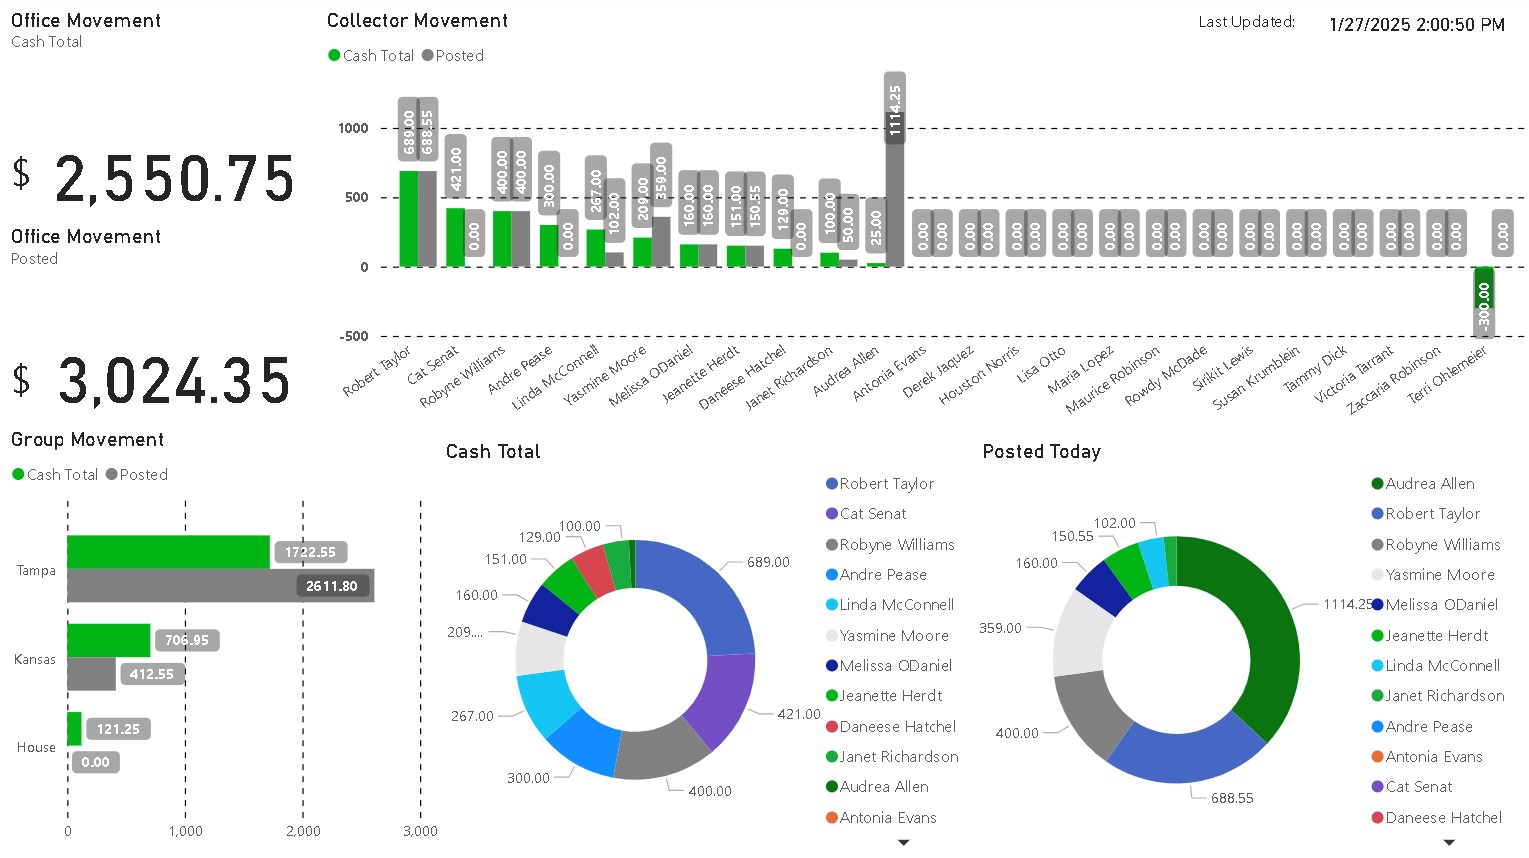 Office Movement
Cash Total
$ 2,550.75
Office Movement
Posted
$ 3,024.35
Collector Movement
Cash Total Posted
Last Updated: 1/27/2025 2:00:50 PM
1000
500
0
-500
689.00 688.55
421.00 0.00
400.00 400.00
300.00 0.00
267.00 102.00
209.00 359.00
160.00 160.00
151.00 150.55
129.00 0.00
100.00 50.00
25.00 1114.25
0.00 0.00
0.00 0.00
0.00 0.00
0.00 0.00
0.00 0.00
0.00 0.00
0.00 0.00
0.00 0.00
0.00 0.00
0.00 0.00
0.00 0.00
0.00 0.00
-300.00 0.00
Robert Taylor
Cat Senat
Robyne Williams
Andre Pease
Linda McConnell
Yasmine Moore
Melissa ODaniel
Jeanette Herdt
Daneese Hatchel
Janet Richardson
Audrea Allen
Antonia Evans
Derek Jaquez
Houston Norris
Lisa Otto
Maria Lopez
Maurice Robinson
Rowdy McDade
Sirikit Lewis
Susan Krumblein
Tammy Dick
Victoria Tarrant
Zaccaria Robinson
Terri Ohlemeier
Group Movement
Cash Total Posted
Tampa
1722.55
2611.80
Kansas
706.95
412.55
House
121.25
0.00
0 1,000 2,000 3,000
Cash Total
689.00
421.00
400.00
300.00
267.00
209....
160.00
151.00
129.00
100.00
Robert Taylor
Cat Senat
Robyne Williams
Andre Pease
Linda McConnell
Yasmine Moore
Melissa ODaniel
Jeanette Herdt
Daneese Hatchel
Janet Richardson
Audrea Allen
Antonia Evans
Posted Today
1114.25
688.55
400.00
359.00
160.00
150.55
102.00
Audrea Allen
Robert Taylor
Robyne Williams
Yasmine Moore
Melissa ODaniel
Jeanette Herdt
Linda McConnell
Janet Richardson
Andre Pease
Antonia Evans
Cat Senat
Daneese Hatchel